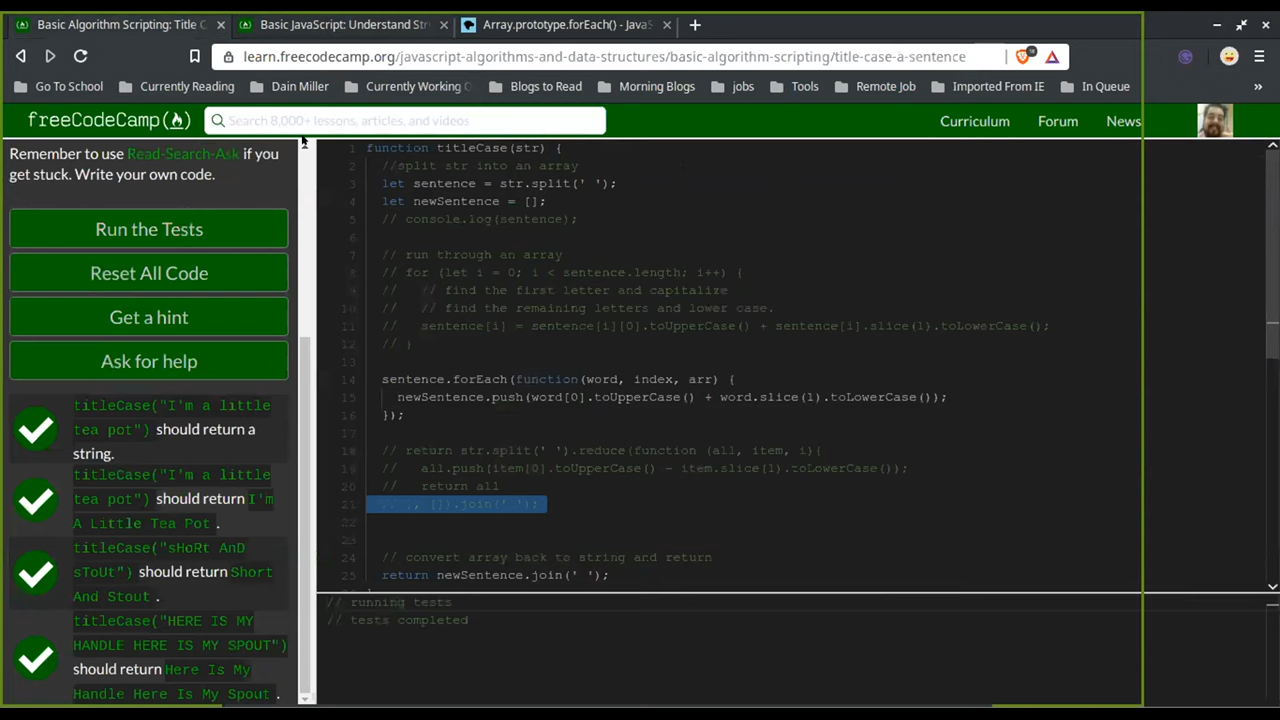 Basic Algorithm Scripting: Title C
Basic JavaScript: Understand Str
Array.prototype.forEach() - JavaS
learn.freecodecamp.org/javascript-algorithms-and-data-structures/basic-algorithm-scripting/title-case-a-sentence
Go To School
Currently Reading
Dain Miller
Currently Working
Blogs to Read
Morning Blogs
jobs
Tools
Remote Job
Imported From IE
In Queue
freeCodeCamp
Search 8,000+ lessons, articles, and videos
Curriculum
Forum
News
Remember to use Read-Search-Ask if you
get stuck. Write your own code.
Run the Tests
Reset All Code
Get a hint
Ask for help
titleCase("I'm a little
tea pot") should return a
string.
titleCase("I'm a little
tea pot") should return I'm
A Little Tea Pot.
titleCase("sHoRt AnD
sToUt") should return Short
And Stout.
titleCase("HERE IS MY
HANDLE HERE IS MY SPOUT")
should return Here Is My
Handle Here Is My Spout.
1 function titleCase(str) {
2 //split str into an array
3 let sentence = str.split(' ');
4 let newSentence = [];
5 // console.log(sentence);
6
7 // run through an array
8 // for (let i = 0; i < sentence.length; i++) {
9 // // find the first letter and capitalize
10 // // find the remaining letters and lower case.
11 // sentence[i] = sentence[i][0].toUpperCase() + sentence[i].slice(1).toLowerCase()
12 // }
13
14 sentence.forEach(function(word, index, arr) {
15 newSentence.push(word[0].toUpperCase() + word.slice(1).toLowerCase());
16 });
17
18 // return str.split(' ').reduce(function (all, item, i){
19 // all.push(item[0].toUpperCase() + item.slice(1).toLowerCase());
20 // return all
21 // }, []).join(' ');
22
23
24 // convert array back to string and return
25 return newSentence.join(' ');
// running tests
// tests completed